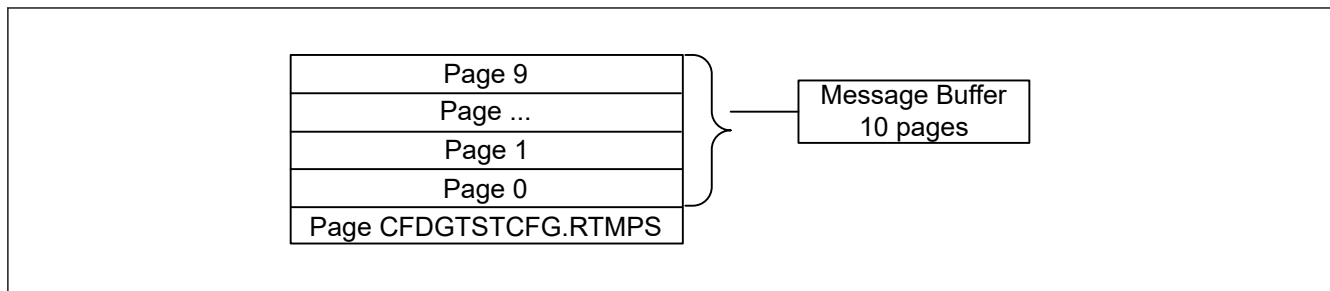 Page 9
Page ...
Page 1
Page 0
Page CFDGTSTCFG.RTMPS
Message Buffer
10 pages